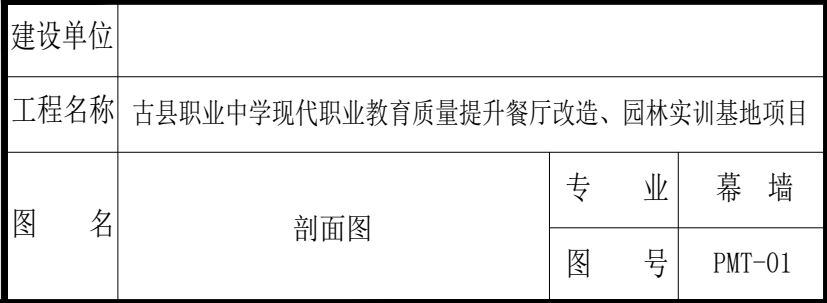 建设单位
工程名称 古县职业中学现代职业教育质量提升餐厅改造、园林实训基地项目
图 名 剖面图 专 业 幕 墙
图 号 PMT-01